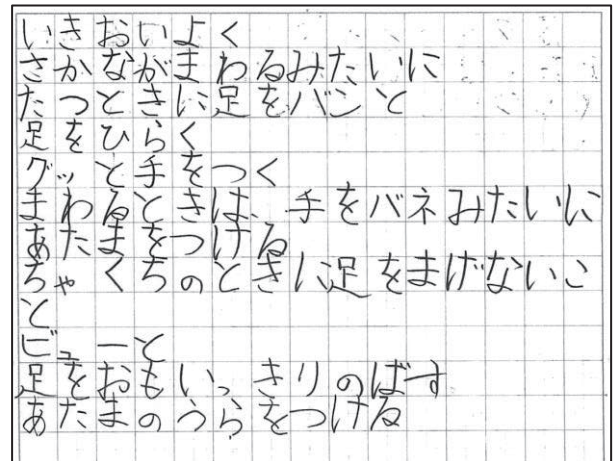 いきおいよく
さかながまわるみたいに
たつときに足をバンと
足をひらく
グッと手をつく
まわるときは、手をバネみたいに
あたまをつける
ちゃくちのときに足をまげないこ
と
ビューと
足をおもいっきりのばす
あたまのうらをつける